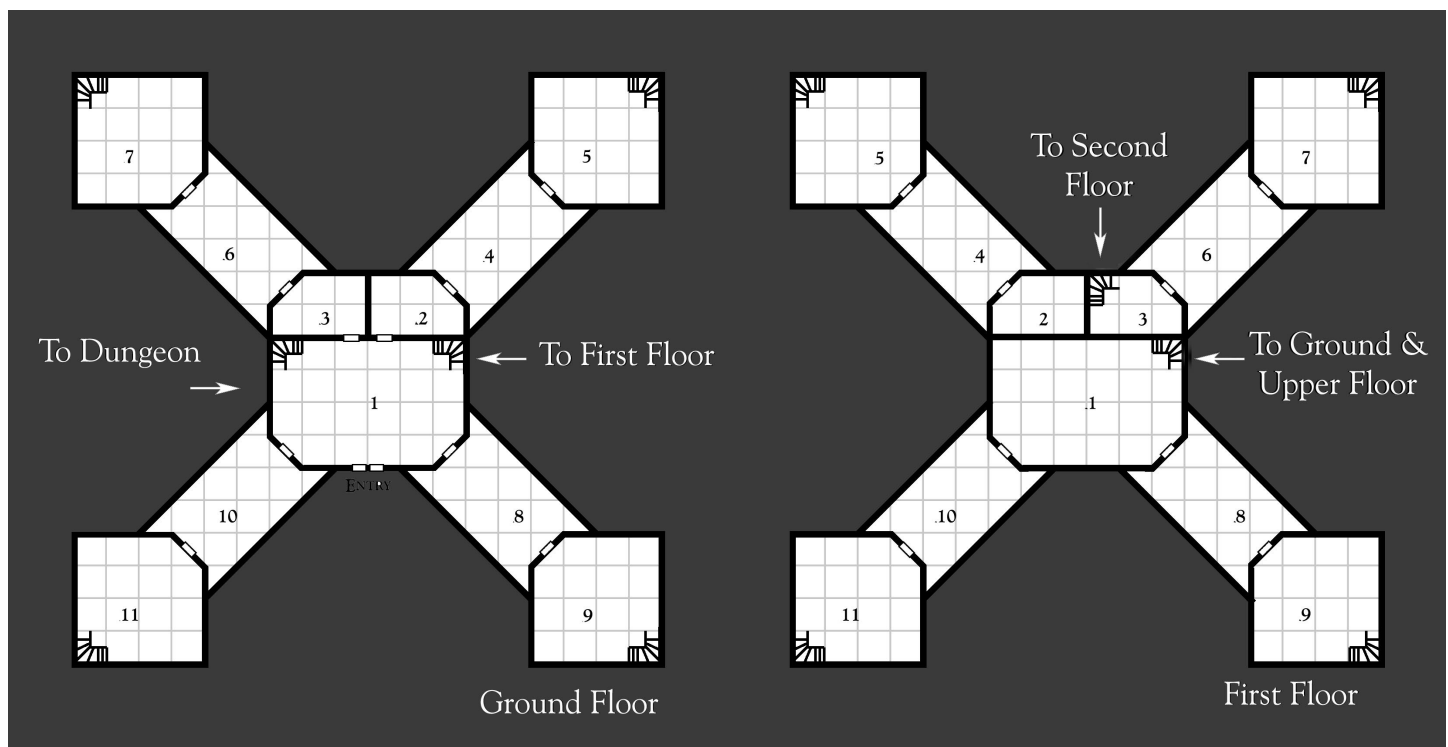 7
5
5
7
To Second
Floor
.6
.4
.4
6
.3
.2
2
3
To Dungeon
To First Floor
To Ground &
Upper Floor
1
.1
Entry
10
.8
.10
.8
.11
9
11
.9
Ground Floor
First Floor